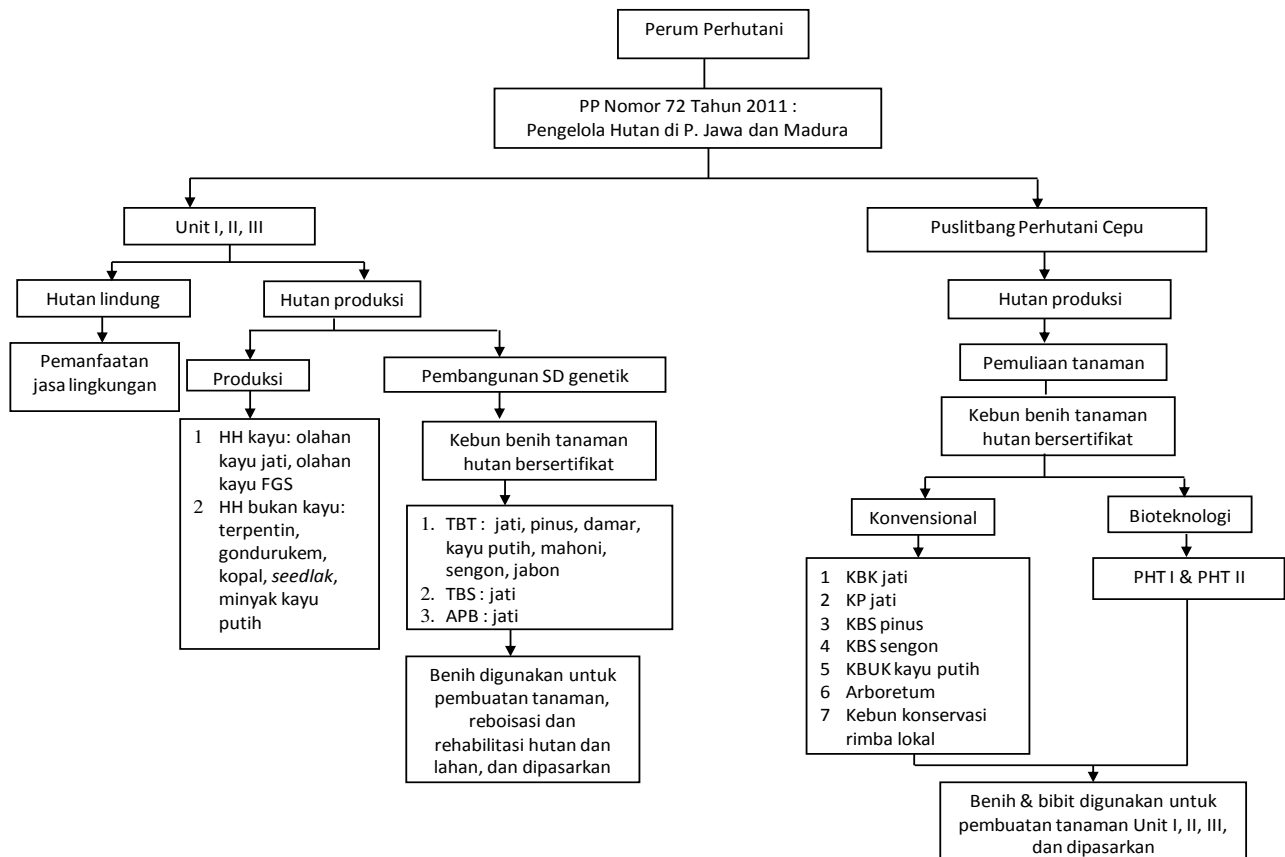 Perum Perhutani
PP Nomor 72 Tahun 2011 :
Pengelola Hutan di P. Jawa dan Madura
Unit I, II, III
Hutan lindung
Pemanfaatan
jasa lingkungan
Hutan produksi
Produksi
1 HH kayu: olahan
kayu jati, olahan
kayu FGS
2 HH bukan kayu:
terpentin,
gondurukem,
kopal, seedlak,
minyak kayu
putih
Pembangunan SD genetik
Kebun benih tanaman
hutan bersertifikat
1. TBT : jati, pinus, damar,
kayu putih, mahoni,
sengon, jabon
2. TBS : jati
3. APB : jati
Benih digunakan untuk
pembuatan tanaman,
reboisasi dan
rehabilitasi hutan dan
lahan, dan dipasarkan
Puslitbang Perhutani Cepu
Hutan produksi
Pemuliaan tanaman
Kebun benih tanaman
hutan bersertifikat
Konvensional
1 KBK jati
2 KP jati
3 KBS pinus
4 KBS sengon
5 KBUK kayu putih
6 Arboretum
7 Kebun konservasi
rimba lokal
Bioteknologi
PHT I & PHT II
Benih & bibit digunakan untuk
pembuatan tanaman Unit I, II, III,
dan dipasarkan